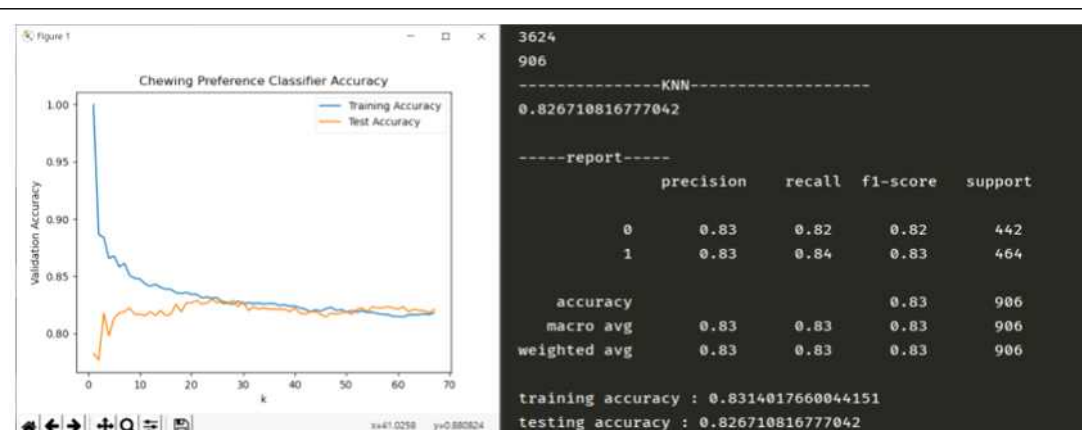 Figure 1
Chewing Preference Classifier Accuracy
Training Accuracy
Test Accuracy
1.00
0.95
0.90
0.85
0.80
Validation Accuracy
0 10 20 30 40 50 60 70
k
x=41.0258 y=0.880824
3624
906
---------------KNN-------------------
0.826710816777042
-----report-----
precision recall f1-score support
0 0.83 0.82 0.82 442
1 0.83 0.84 0.83 464
accuracy 0.83 906
macro avg 0.83 0.83 0.83 906
weighted avg 0.83 0.83 0.83 906
training accuracy : 0.8314017660044151
testing accuracy : 0.826710816777042